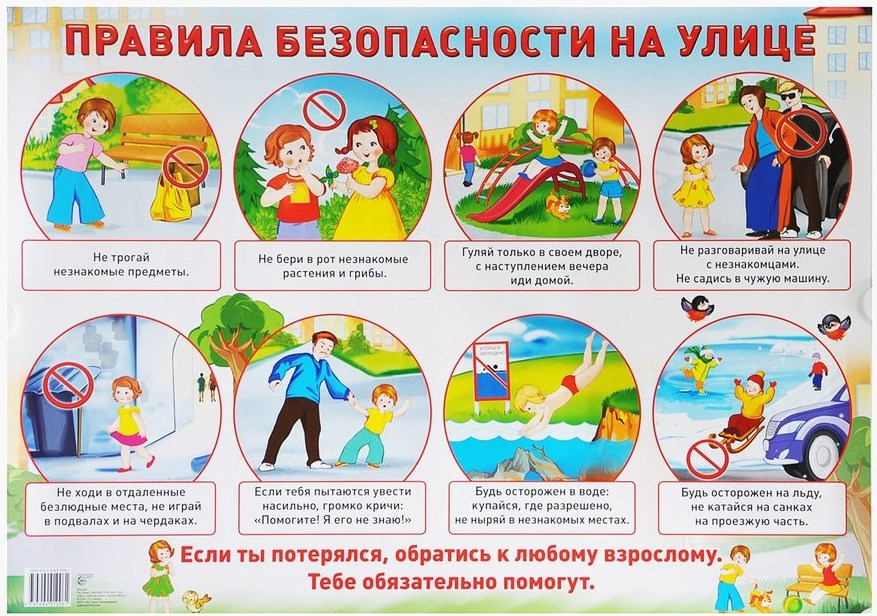 ПРАВИЛА БЕЗОПАСНОСТИ НА УЛИЦЕ
Не трогай
незнакомые предметы.
Не бери в рот незнакомые
растения и грибы.
Гуляй только в своем дворе,
с наступлением вечера
иди домой.
Не разговаривай на улице
с незнакомцами.
Не садись в чужую машину.
КУПАТЬСЯ
ЗАПРЕЩЕНО
Не ходи в отдаленные
безлюдные места, не играй
в подвалах и на чердаках.
Если тебя пытаются увести
насильно, громко кричи:
«Помогите! Я его не знаю!»
Будь осторожен в воде:
купайся, где разрешено,
не ныряй в незнакомых местах.
Будь осторожен на льду,
не катайся на санках
на проезжую часть.
Если ты потерялся, обратись к любому взрослому.
Тебе обязательно помогут.